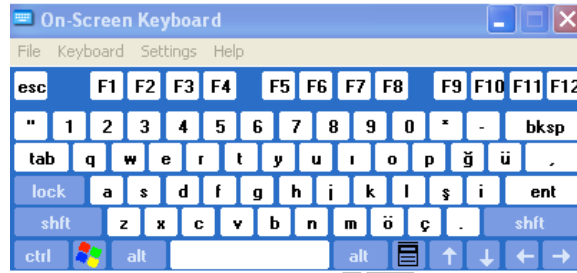 On-Screen Keyboard
File Keyboard Settings Help
esc F1 F2 F3 F4 F5 F6 F7 F8 F9 F10 F11 F12
" 1 2 3 4 5 6 7 8 9 0 * - bksp
tab q w e r t y u ı o p ğ ü ,
lock a s d f g h j k l ş i ent
shft z x c v b n m ö ç . shft
ctrl alt alt ↑ ↓ ← →